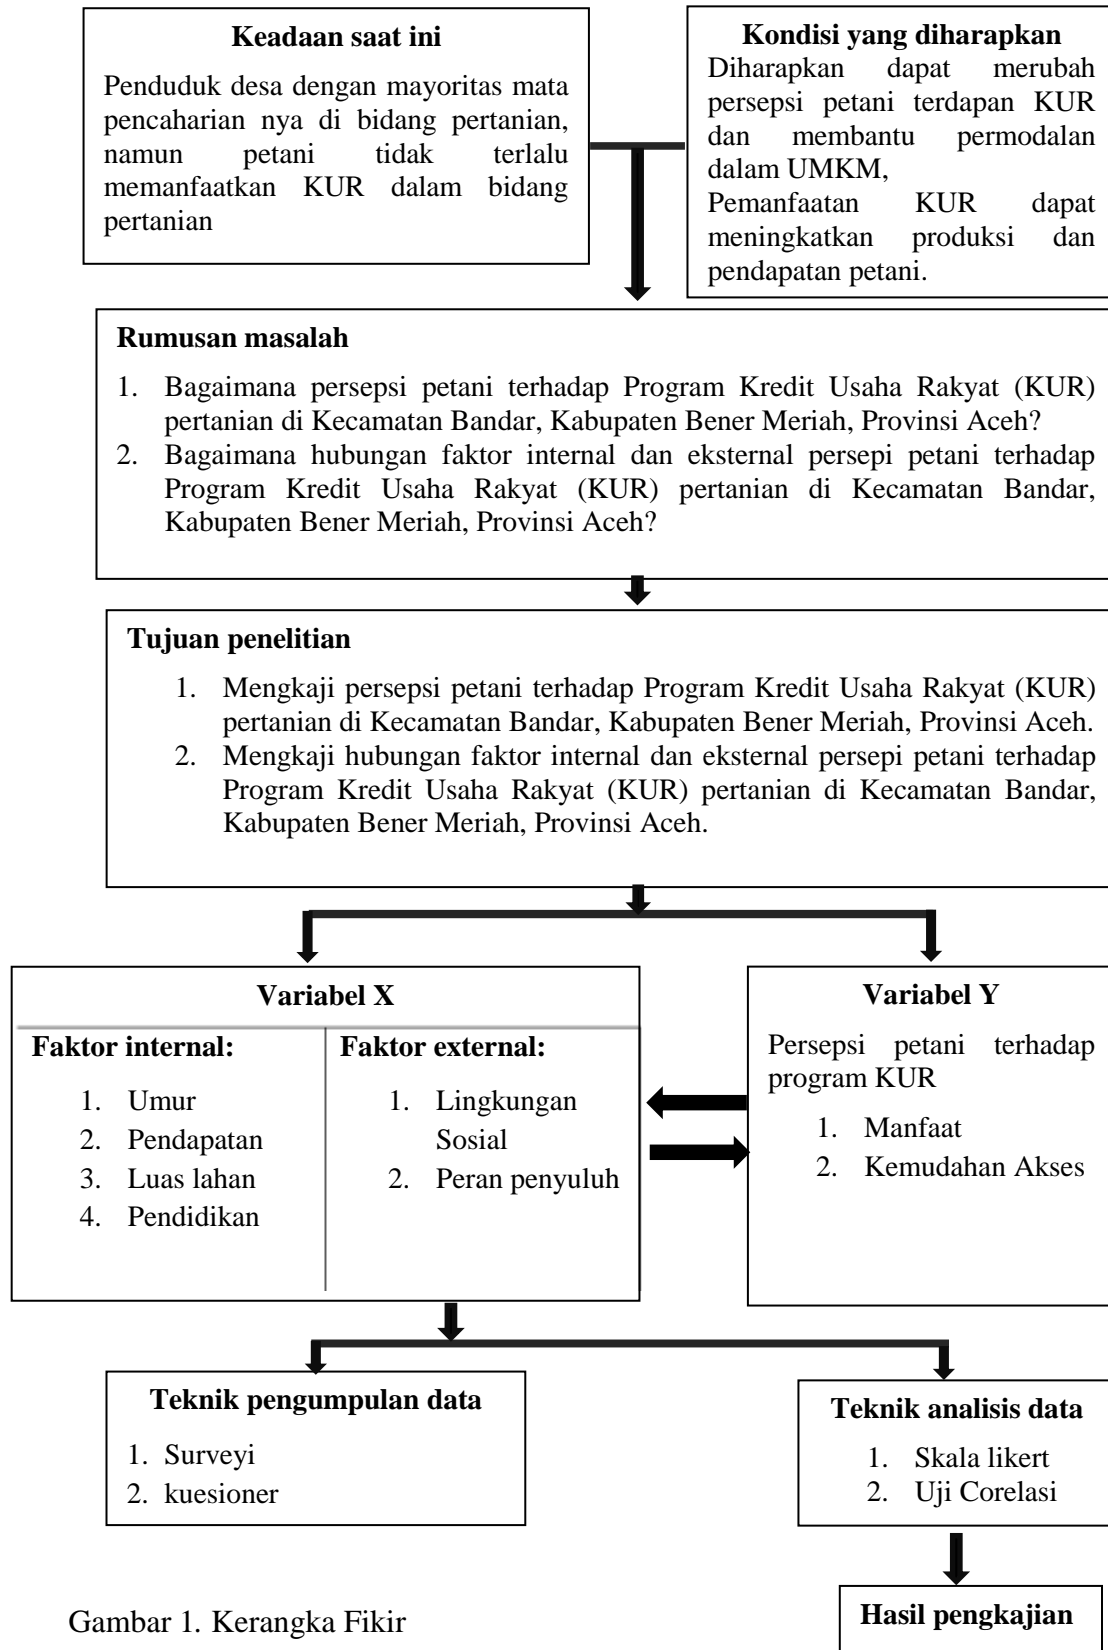 Keadaan saat ini
Penduduk desa dengan mayoritas mata
pencaharian nya di bidang pertanian,
namun petani tidak terlalu
memanfaatkan KUR dalam bidang
pertanian
Kondisi yang diharapkan
Diharapkan dapat merubah
persepsi petani terdapan KUR
dan membantu permodalan
dalam UMKM,
Pemanfaatan KUR dapat
meningkatkan produksi dan
pendapatan petani.
Rumusan masalah
1. Bagaimana persepsi petani terhadap Program Kredit Usaha Rakyat (KUR)
pertanian di Kecamatan Bandar, Kabupaten Bener Meriah, Provinsi Aceh?
2. Bagaimana hubungan faktor internal dan eksternal persepi petani terhadap
Program Kredit Usaha Rakyat (KUR) pertanian di Kecamatan Bandar,
Kabupaten Bener Meriah, Provinsi Aceh?
Tujuan penelitian
1. Mengkaji persepsi petani terhadap Program Kredit Usaha Rakyat (KUR)
pertanian di Kecamatan Bandar, Kabupaten Bener Meriah, Provinsi Aceh.
2. Mengkaji hubungan faktor internal dan eksternal persepi petani terhadap
Program Kredit Usaha Rakyat (KUR) pertanian di Kecamatan Bandar,
Kabupaten Bener Meriah, Provinsi Aceh.
Variabel X
Faktor internal:
1. Umur
2. Pendapatan
3. Luas lahan
4. Pendidikan
Faktor external:
1. Lingkungan
Sosial
2. Peran penyuluh
Variabel Y
Persepsi petani terhadap
program KUR
1. Manfaat
2. Kemudahan Akses
Teknik pengumpulan data
1. Surveyi
2. kuesioner
Teknik analisis data
1. Skala likert
2. Uji Corelasi
Hasil pengkajian
Gambar 1. Kerangka Fikir